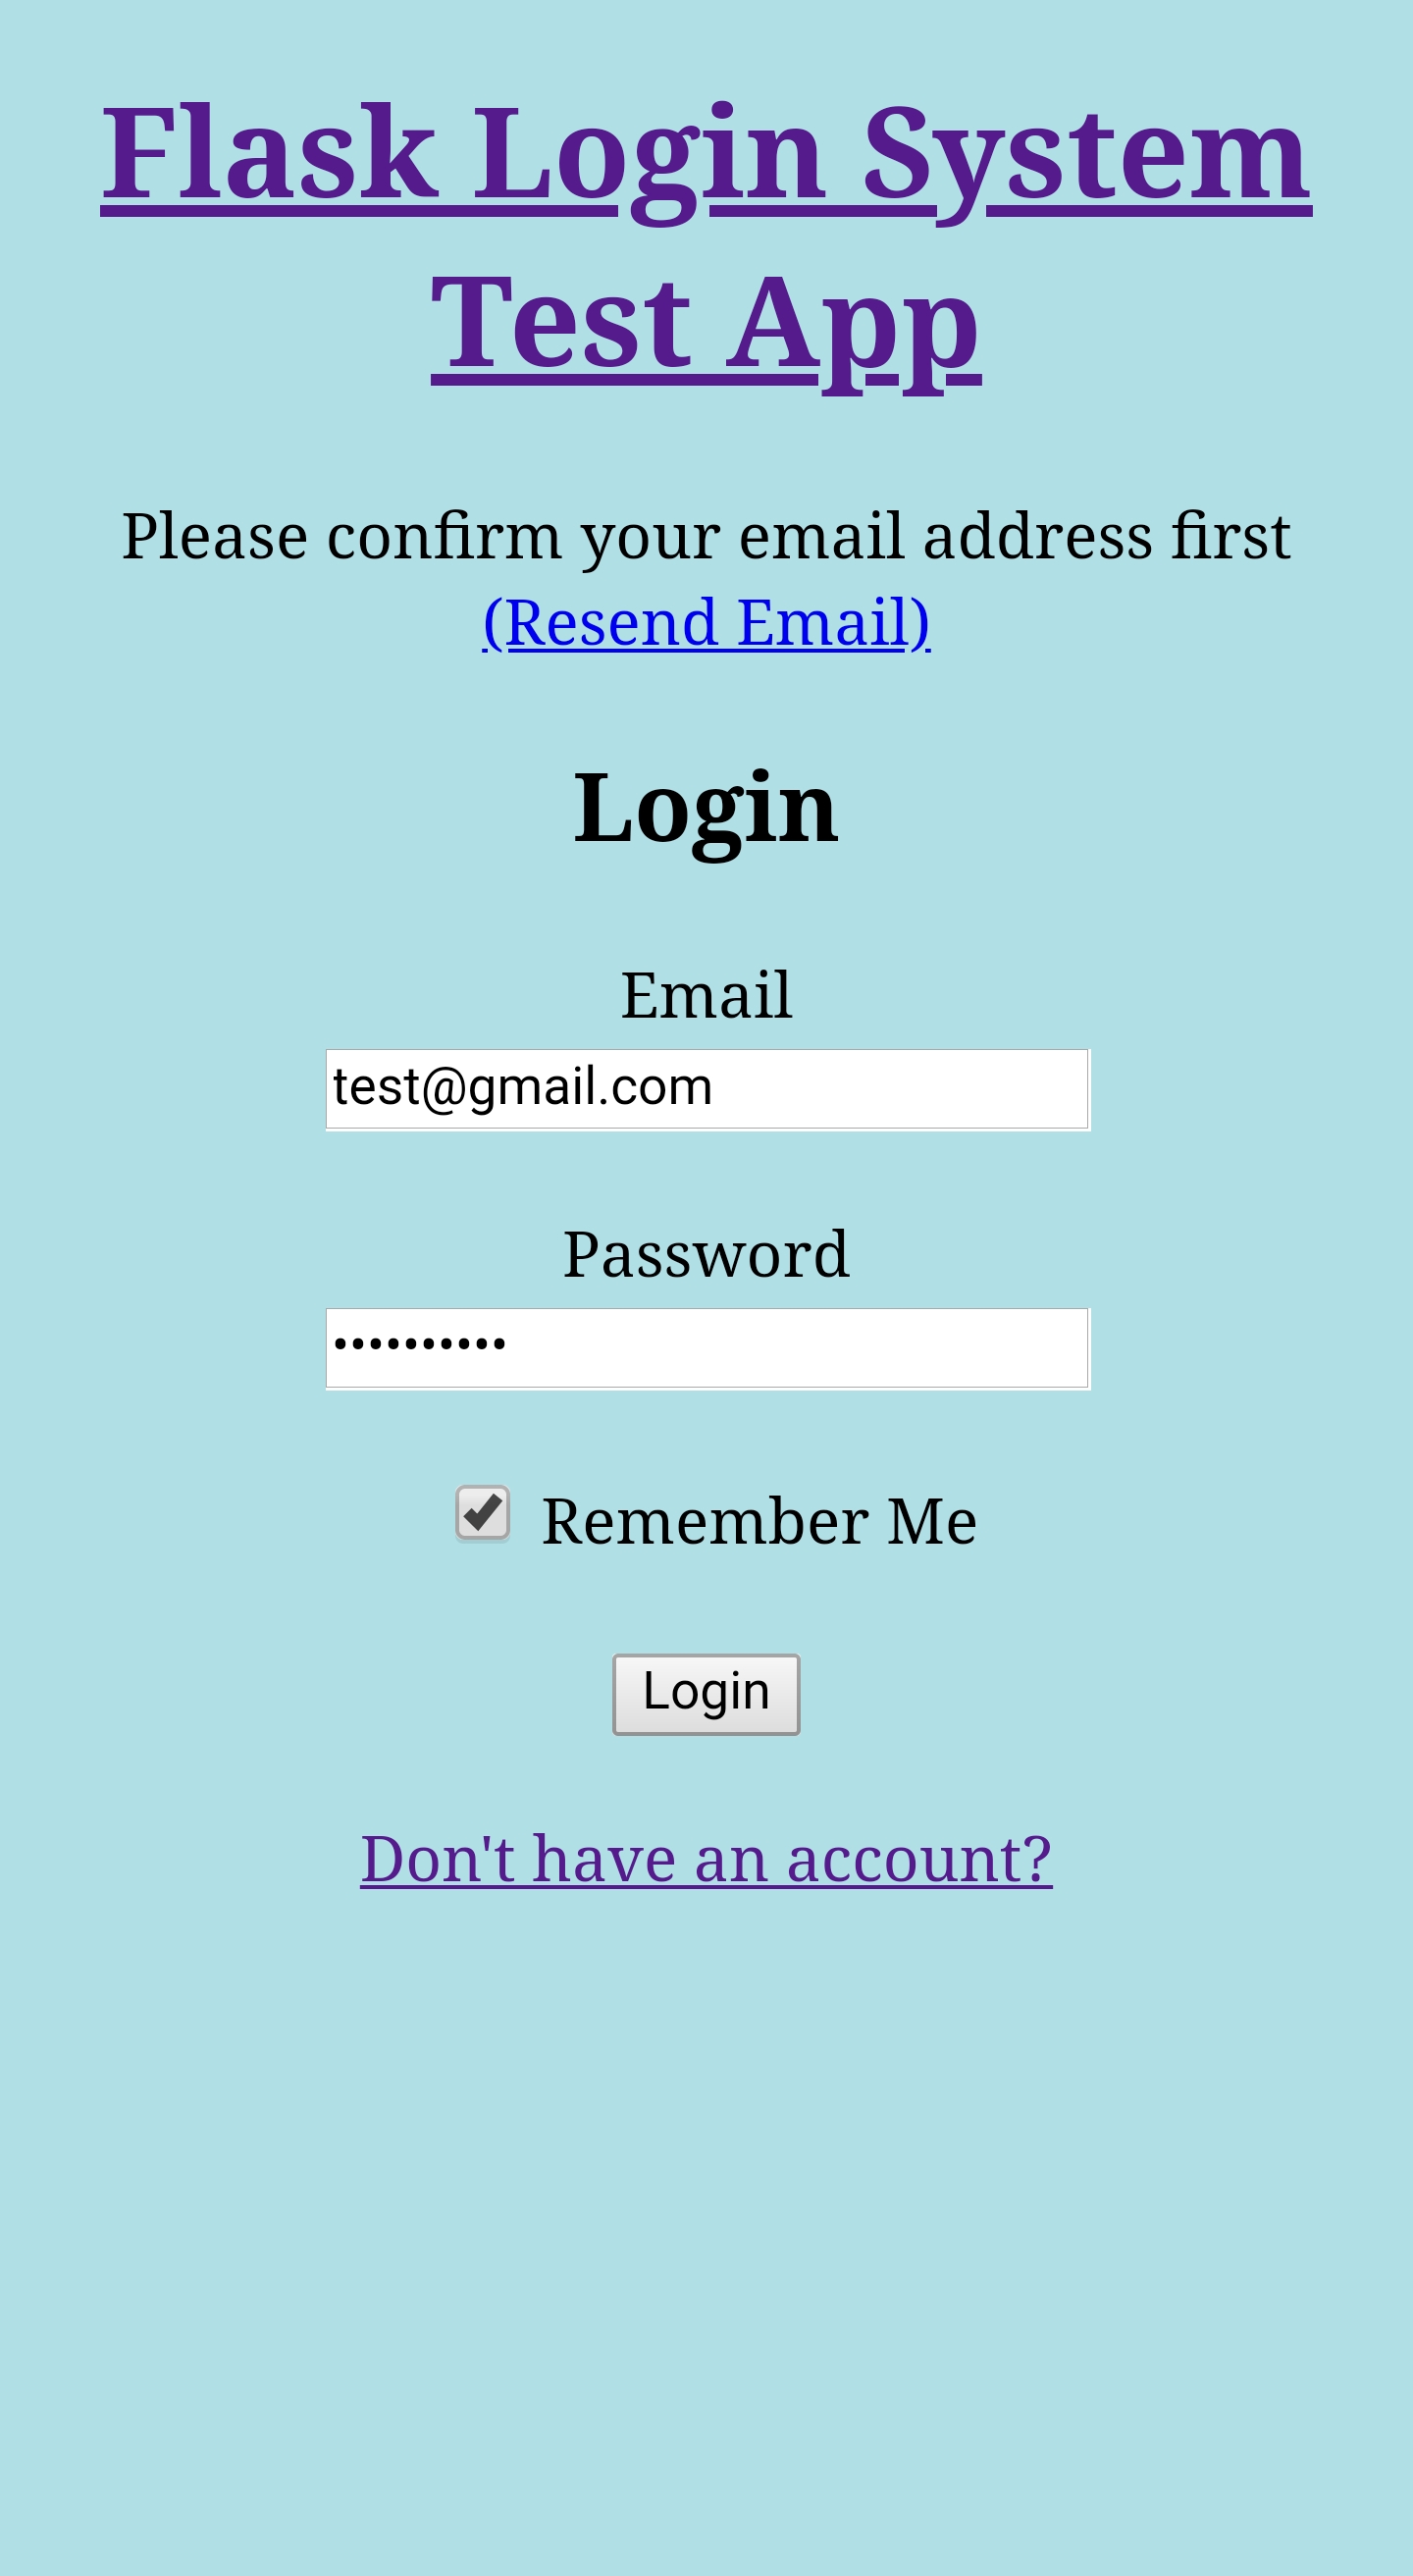 Flask Login System
Test App
Please confirm your email address first
(Resend Email)
Login
Email
test@gmail.com
Password
••••••••••
Remember Me
Login
Don't have an account?